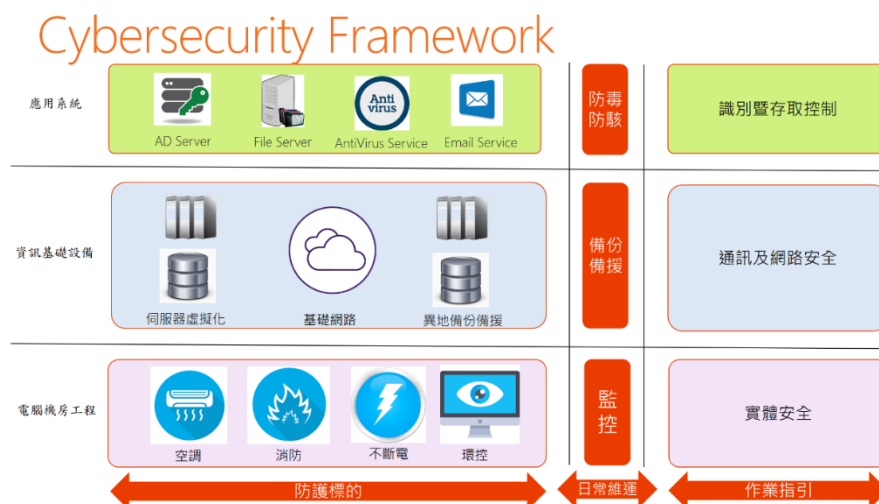 Cybersecurity Framework
應用系統
Anti
virus
AD Server
File Server
AntiVirus Service
Email Service
防毒
防駭
識別暨存取控制
資訊基礎設備
伺服器虛擬化
基礎網路
異地備份備援
備份
備援
通訊及網路安全
電腦機房工程
空調
消防
不斷電
環控
監
控
實體安全
防護標的
日常維運
作業指引